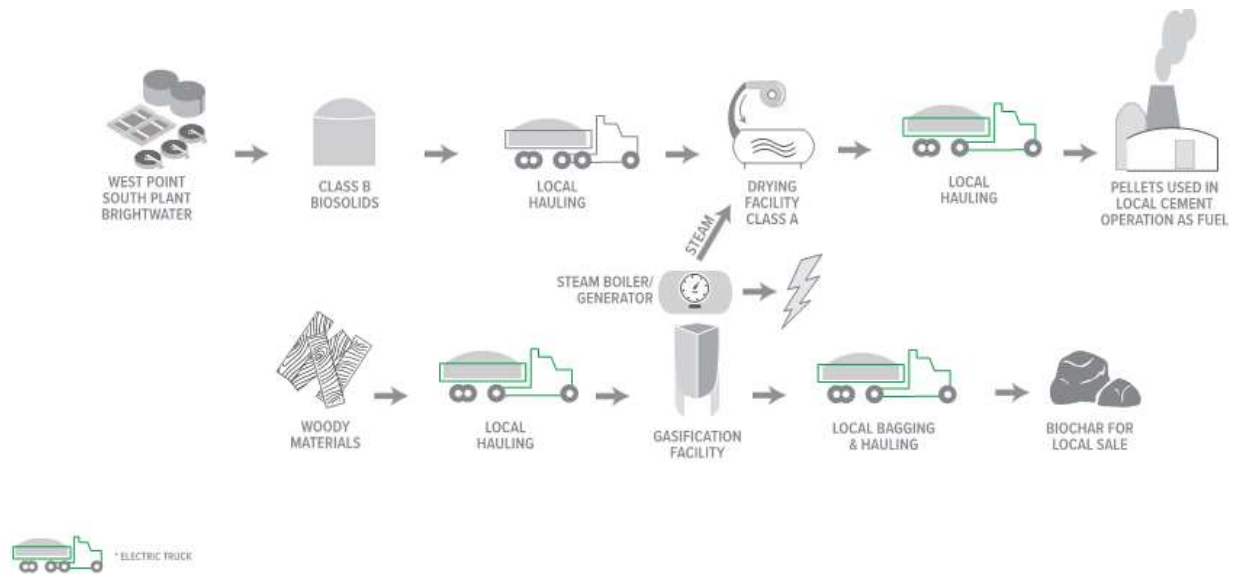 WEST POINT
SOUTH PLANT
BRIGHTWATER
CLASS B
BIOSOLIDS
LOCAL
HAULING
DRYING
FACILITY
CLASS A
LOCAL
HAULING
PELLETS USED IN
LOCAL CEMENT
OPERATION AS FUEL
STEAM
STEAM BOILER/
GENERATOR
WOODY
MATERIALS
LOCAL
HAULING
GASIFICATION
FACILITY
LOCAL BAGGING
& HAULING
BIOCHAR FOR
LOCAL SALE
* ELECTRIC TRUCK